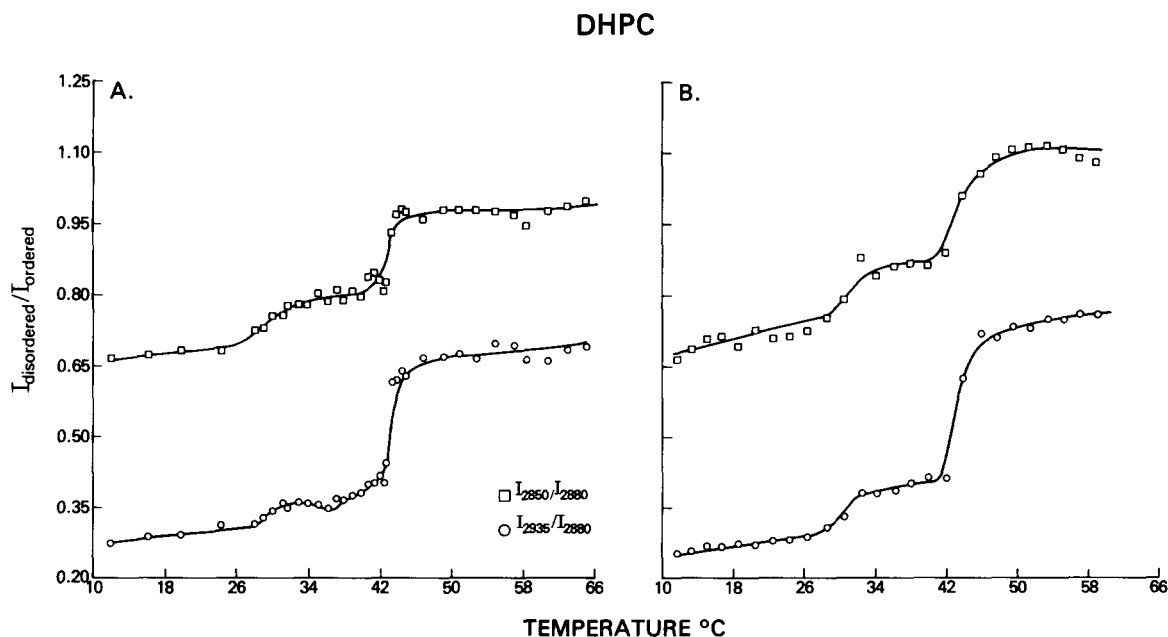 DHPC
A.
B.
1.25
1.10
0.95
0.80
0.65
0.50
0.35
0.20
I disordered / I ordered
□ I2850/I2880
○ I2935/I2880
10 18 26 34 42 50 58 66
10 18 26 34 42 50 58 66
TEMPERATURE °C